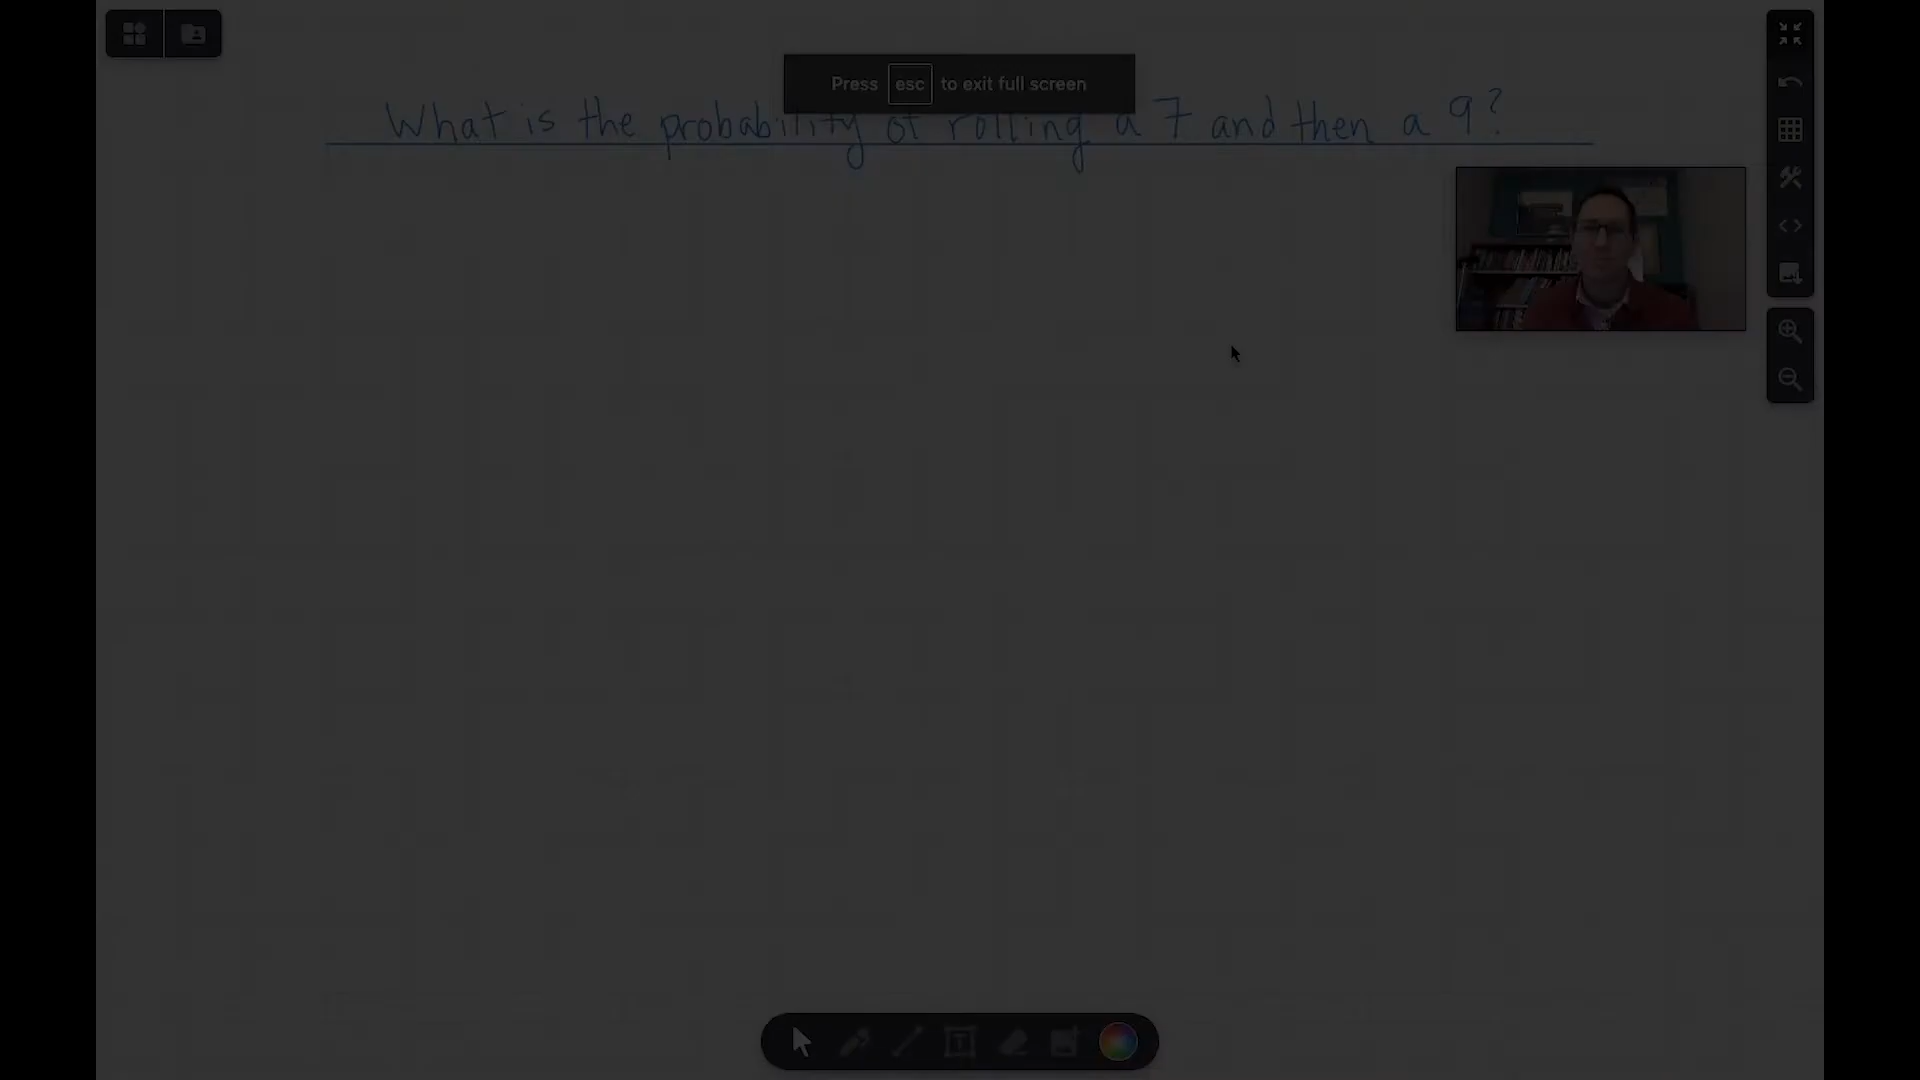 Press esc to exit full screen
What is the probability of rolling a 7 and then a 9?